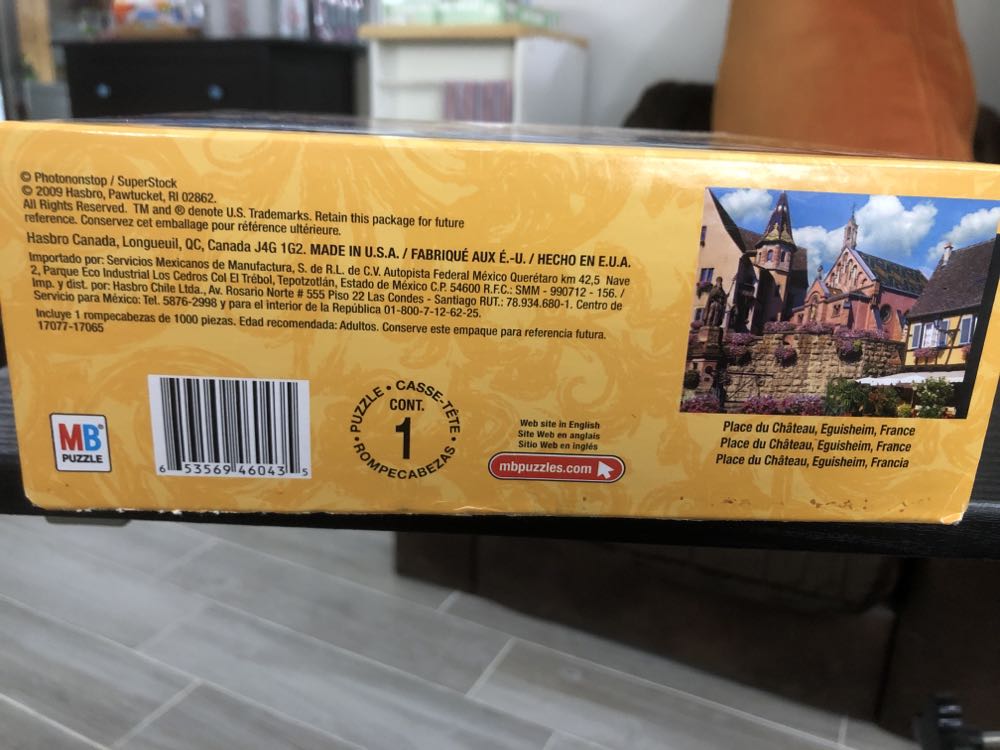 © Photononstop / SuperStock
© 2009 Hasbro, Pawtucket, RI 02862.
All Rights Reserved. TM and ® denote U.S. Trademarks. Retain this package for future
reference. Conservez cet emballage pour référence ultérieure.
Hasbro Canada, Longueuil, QC, Canada J4G 1G2. MADE IN U.S.A. / FABRIQUÉ AUX É.-U. / HECHO EN E.U.A.
Importado por: Servicios Mexicanos de Manufactura, S. de R.L. de C.V. Autopista Federal México Querétaro km 42,5 Nave
2, Parque Eco Industrial Los Cedros Col El Trébol, Tepotzotlán, Estado de México C.P. 54600 R.F.C.: SMM - 990712 - 156. /
Imp. y dist. por: Hasbro Chile Ltda., Av. Rosario Norte # 555 Piso 22 Las Condes - Santiago RUT.: 78.934.680-1. Centro de
Servicio para México: Tel. 5876-2998 y para el interior de la República 01-800-7-12-62-25.
Incluye 1 rompecabezas de 1000 piezas. Edad recomendada: Adultos. Conserve este empaque para referencia futura.
17077-17065
MB®
PUZZLE
6 53569 46043 5
PUZZLE • CASSE-TÊTE • ROMPECABEZAS •
CONT.
1
Web site in English
Site Web en anglais
Sitio Web en inglés
mbpuzzles.com
Place du Château, Eguisheim, France
Place du Château, Eguisheim, France
Place du Château, Eguisheim, Francia